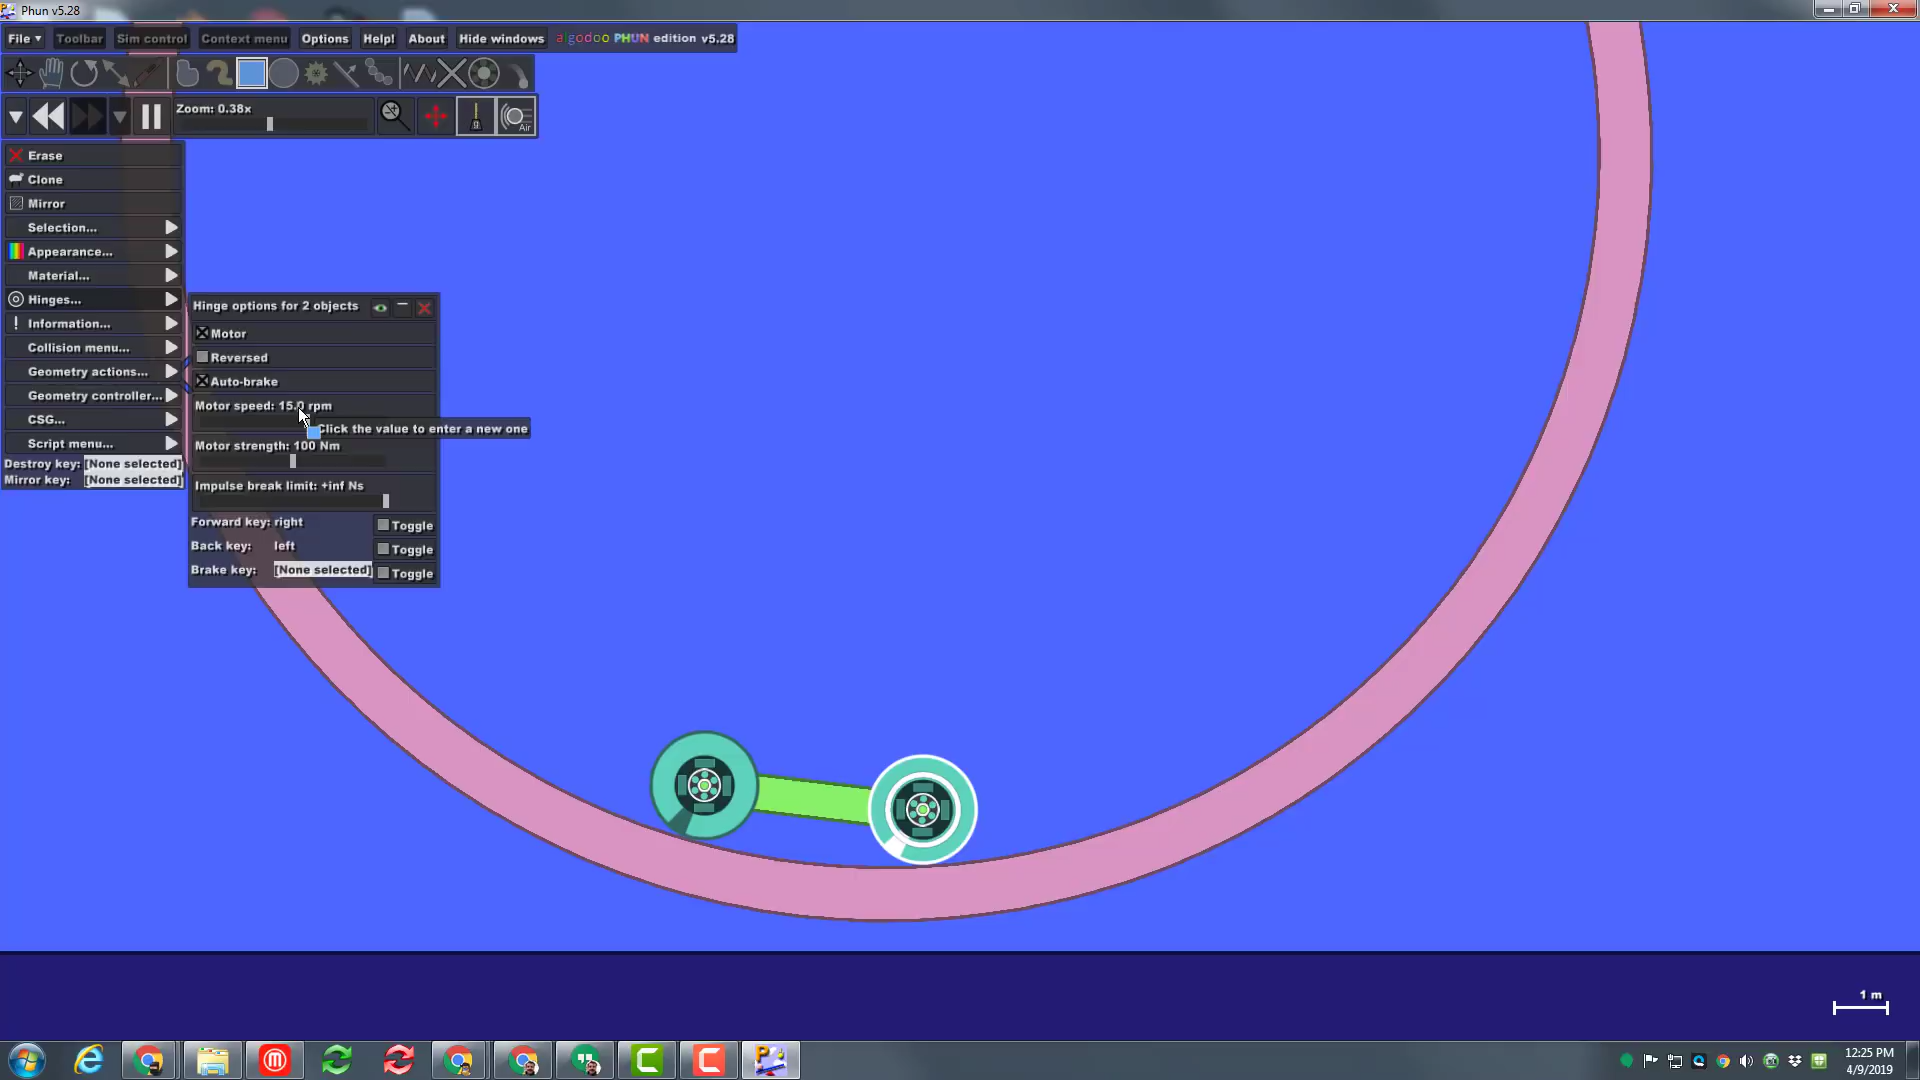 Phun v5.28
File Toolbar Sim control Context menu Options Help! About Hide windows algodoo PHUN edition v5.28
Zoom: 0.38x
Air
Erase
Clone
Mirror
Selection...
Appearance...
Material...
Hinges...
Information...
Collision menu...
Geometry actions...
Geometry controller...
CSG...
Script menu...
Destroy key: [None selected]
Mirror key: [None selected]
Hinge options for 2 objects
Motor
Reversed
Auto-brake
Motor speed: 15.0 rpm
Click the value to enter a new one
Motor strength: 100 Nm
Impulse break limit: +inf Ns
Forward key: right Toggle
Back key: left Toggle
Brake key: [None selected] Toggle
1 m
12:25 PM
4/9/2019